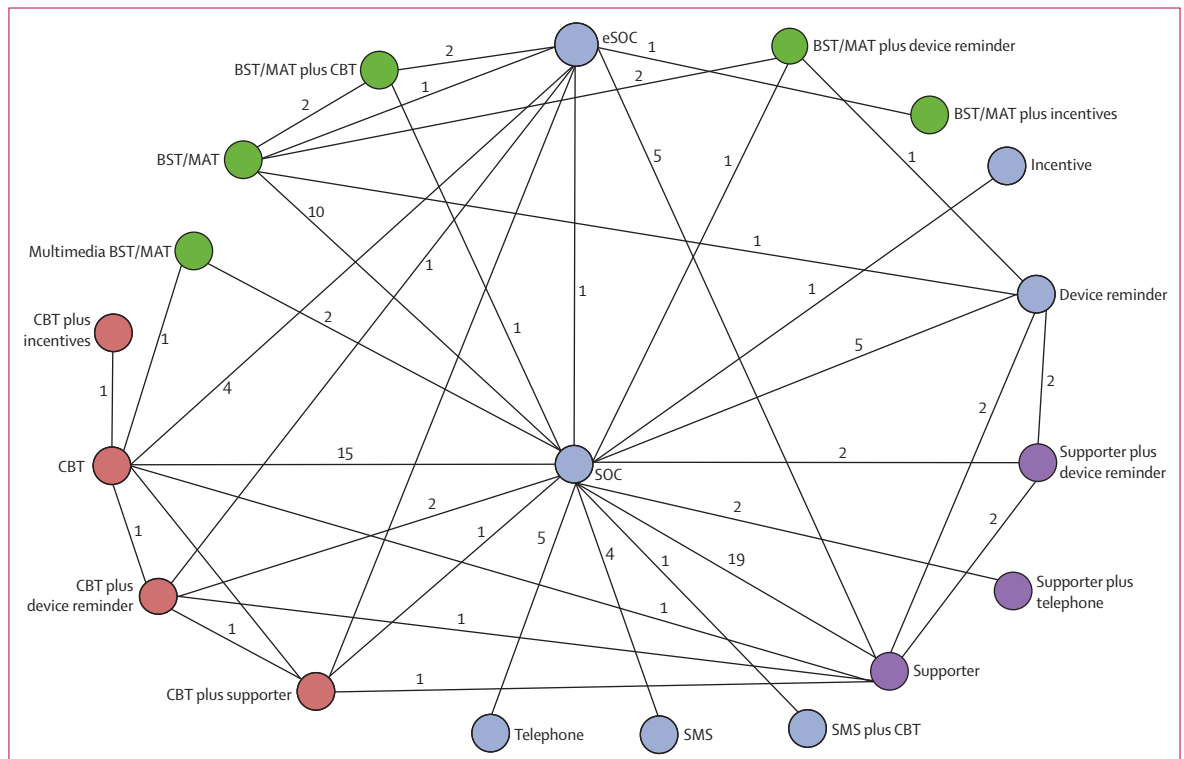 eSOC
1
BST/MAT plus device reminder
2
BST/MAT plus CBT
1
2
2
BST/MAT plus incentives
BST/MAT
5
1
1
Incentive
10
1
Multimedia BST/MAT
1
1
1
Device reminder
2
1
CBT plus
incentives
1
5
1
4
2
2
15
2
CBT
SOC
Supporter plus
device reminder
2
2
2
1
1
5
4
1
19
CBT plus
device reminder
Supporter plus
telephone
1
1
1
Supporter
1
CBT plus supporter
Telephone
SMS
SMS plus CBT